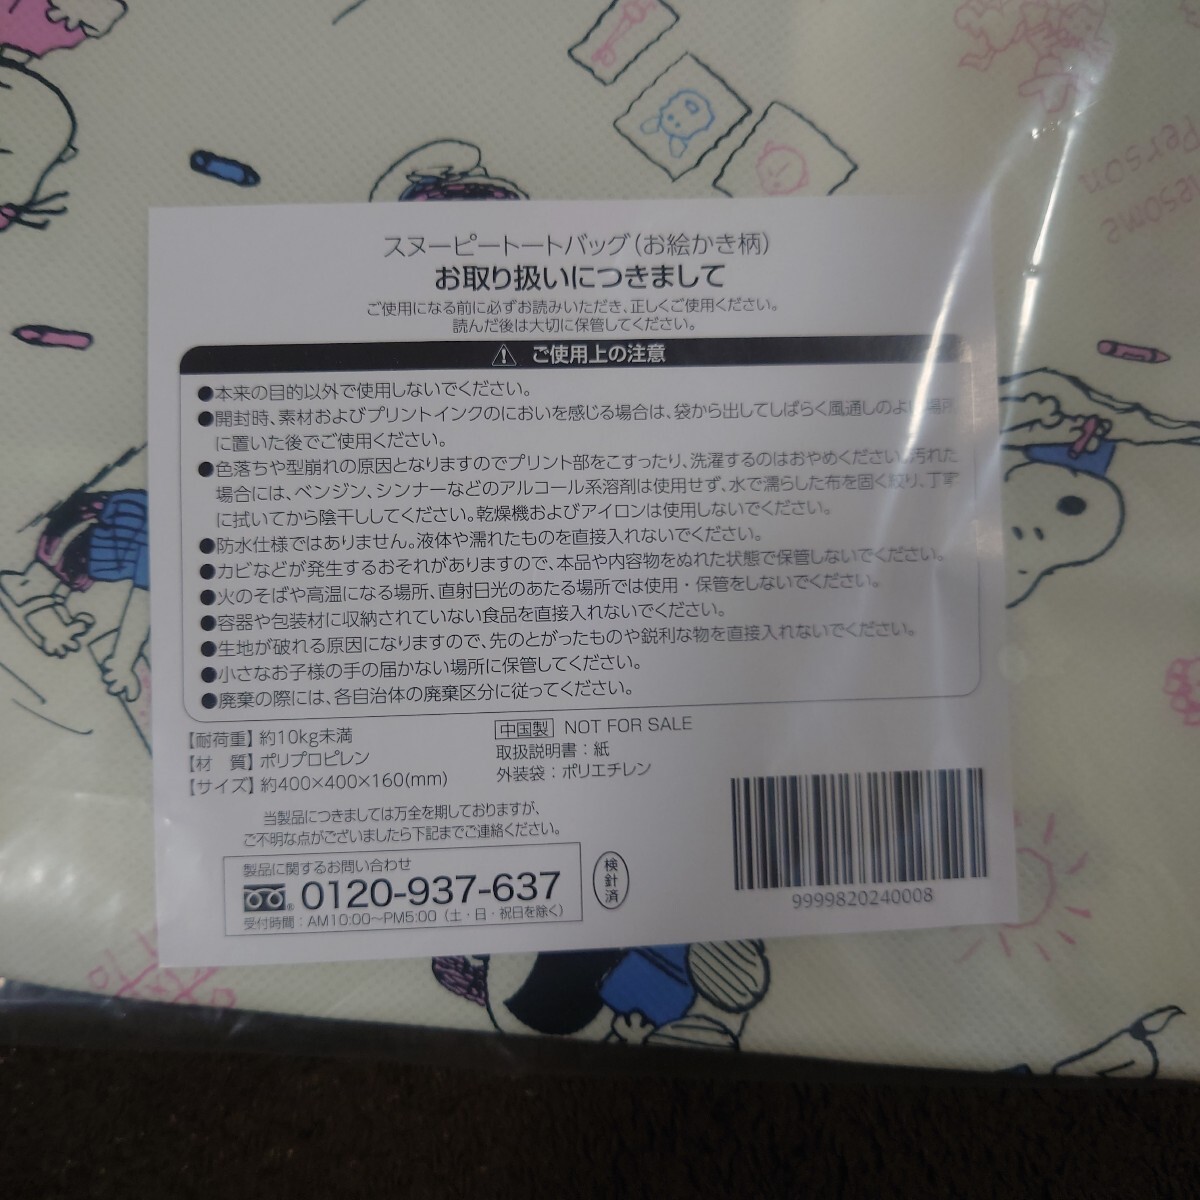 スヌーピートートバッグ（お絵かき柄）
お取り扱いにつきまして
ご使用になる前に必ずお読みいただき、正しくご使用ください。
読んだ後は大切に保管してください。
⚠ ご使用上の注意
●本来の目的以外で使用しないでください。
●開封時、素材およびプリントインクのにおいを感じる場合は、袋から出してしばらく風通しのよい場所
に置いた後でご使用ください。
●色落ちや型崩れの原因となりますのでプリント部をこすったり、洗濯するのはおやめください。汚れた
場合には、ベンジン、シンナーなどのアルコール系溶剤は使用せず、水で濡らした布を固く絞り、丁寧
に拭いてから陰干ししてください。乾燥機およびアイロンは使用しないでください。
●防水仕様ではありません。液体や濡れたものを直接入れないでください。
●カビなどが発生するおそれがありますので、本品や内容物をぬれた状態で保管しないでください。
●火のそばや高温になる場所、直射日光のあたる場所では使用・保管をしないでください。
●容器や包装材に収納されていない食品を直接入れないでください。
●生地が破れる原因になりますので、先のとがったものや鋭利な物を直接入れないでください。
●小さなお子様の手の届かない場所に保管してください。
●廃棄の際には、各自治体の廃棄区分に従ってください。
【耐荷重】約10kg未満
【材　質】ポリプロピレン
【サイズ】約400×400×160(mm)
中国製 NOT FOR SALE
取扱説明書：紙
外装袋：ポリエチレン
当製品につきましては万全を期しておりますが、
ご不明な点がございましたら下記までご連絡ください。
製品に関するお問い合わせ
0120-937-637
受付時間：AM10:00～PM5:00（土・日・祝日を除く）
検針済
9999820240008
Person